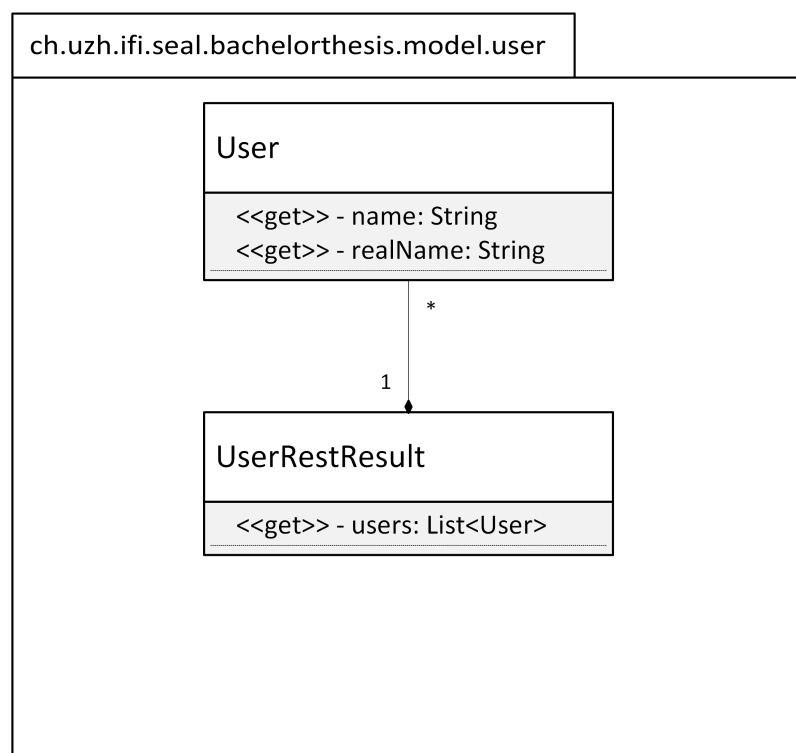 ch.uzh.ifi.seal.bachelorthesis.model.user
User
<<get>> - name: String
<<get>> - realName: String
*
1
UserRestResult
<<get>> - users: List<User>